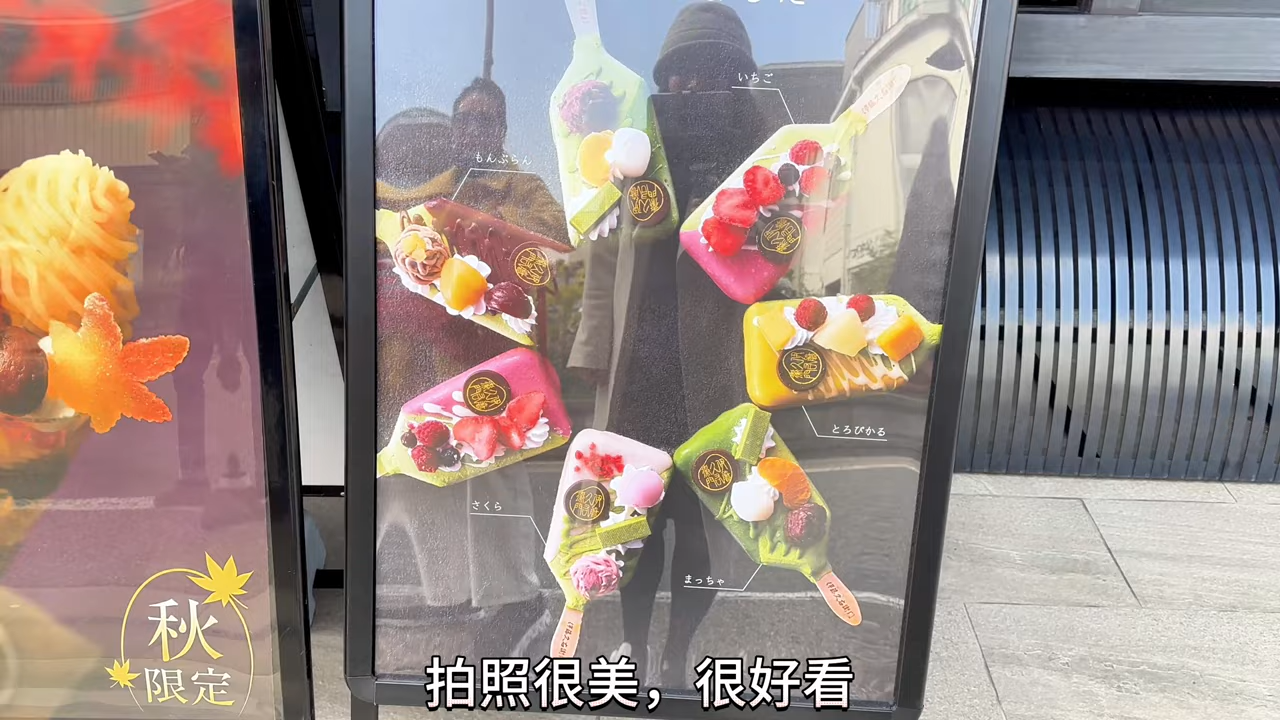 いちご
もんぶらん
とろぴかる
さくら
まっちゃ
秋
限定
拍照很美，很好看